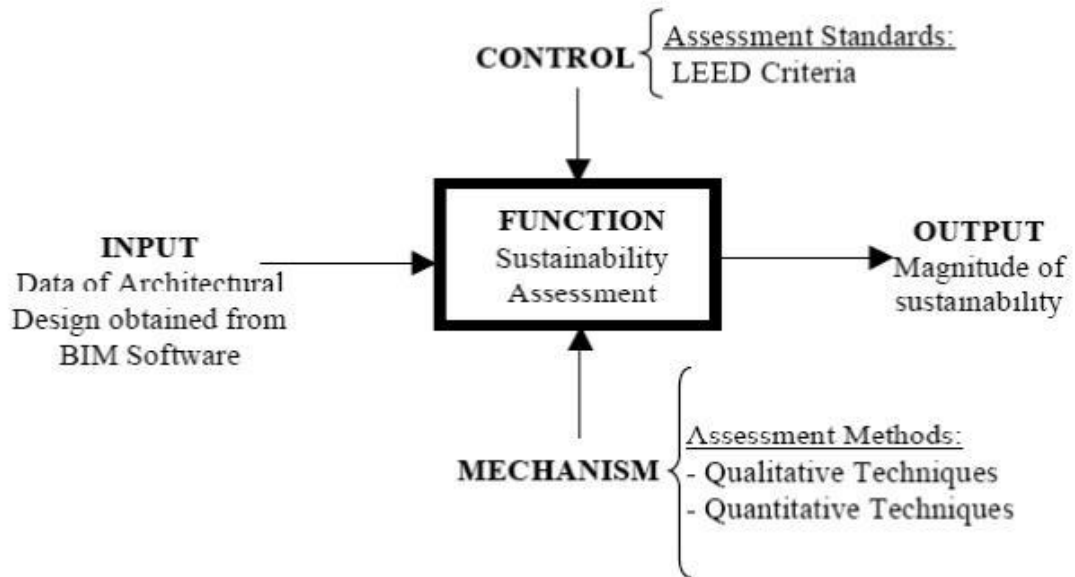 CONTROL
Assessment Standards:
LEED Criteria
FUNCTION
Sustainability
Assessment
INPUT
Data of Architectural
Design obtained from
BIM Software
OUTPUT
Magnitude of
sustainability
MECHANISM
Assessment Methods:
- Qualitative Techniques
- Quantitative Techniques